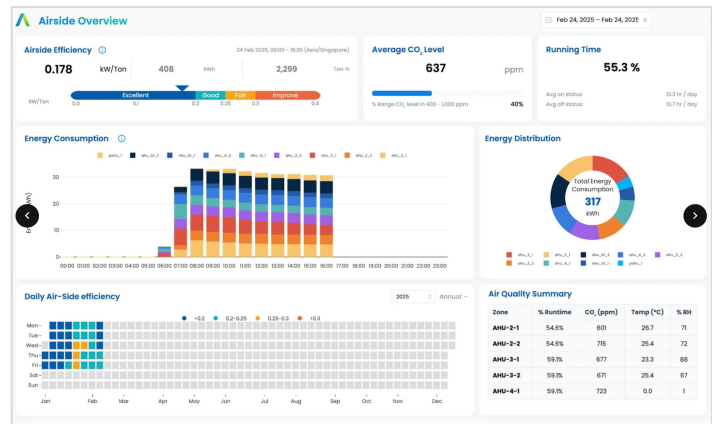 Airside Overview
Feb 24, 2025 - Feb 24, 2025 ×
Airside Efficiency
24 Feb 2025, 00:00 - 16:35 (Asia/Singapore)
0.178 kW/Ton 408 kWh 2,299 Ton-h
Excellent Good Fair Improve
kW/Ton
0.0 0.1 0.2 0.25 0.3 0.4
Average CO₂ Level
637 ppm
% Range CO₂ level in 400 - 1,000 ppm 40%
Running Time
55.3 %
Avg on status: 13.3 hr / day
Avg off status: 10.7 hr / day
Energy Consumption
30
20
10
0
00:00 01:00 02:00 03:00 04:00 05:00 06:00 07:00 08:00 09:00 10:00 11:00 12:00 13:00 14:00 15:00 16:00 17:00 18:00 19:00 20:00 21:00 22:00 23:00
Energy Distribution
Total Energy
Consumption
317
kWh
Daily Air-Side efficiency
2025 Annual
<0.2 0.2-0.25 0.25-0.3 >0.3
Mon
Tue
Wed
Thu
Fri
Sat
Sun
Jan Feb Mar Apr May Jun Jul Aug Sep Oct Nov Dec
Air Quality Summary
Zone % Runtime CO₂ (ppm) Temp (°C) % RH
AHU-2-1 54.6% 601 26.7 71
AHU-2-2 54.6% 715 25.4 72
AHU-3-1 59.1% 677 23.3 88
AHU-3-2 59.1% 671 25.4 67
AHU-4-1 59.1% 723 0.0 1